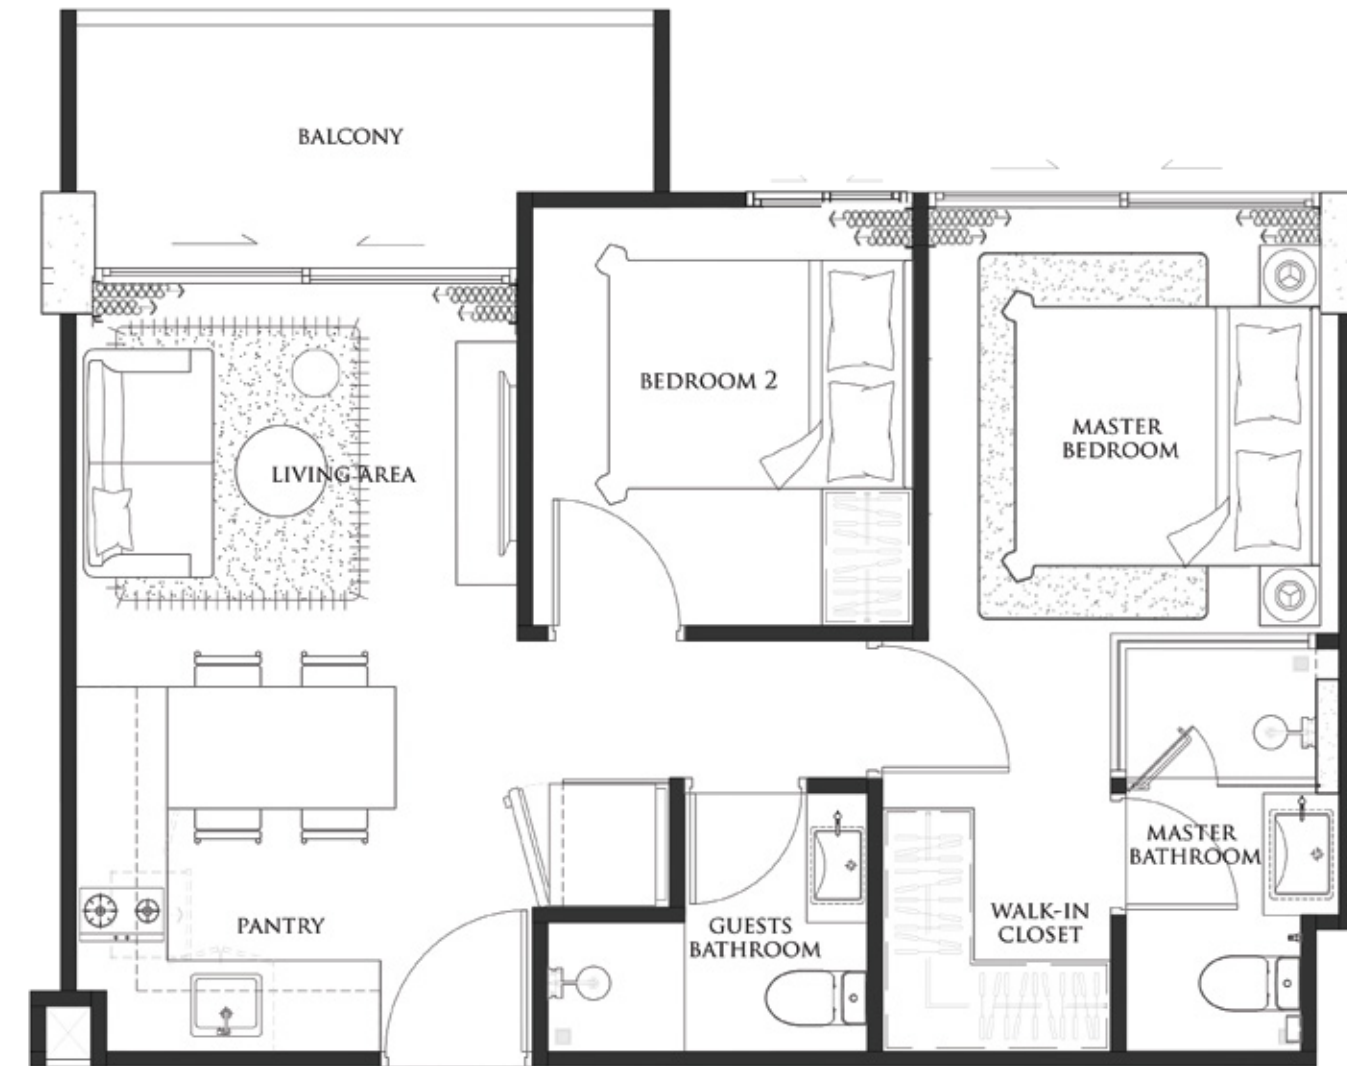 BALCONY
BEDROOM 2
MASTER
BEDROOM
LIVING AREA
MASTER
BATHROOM
PANTRY
GUESTS
BATHROOM
WALK-IN
CLOSET